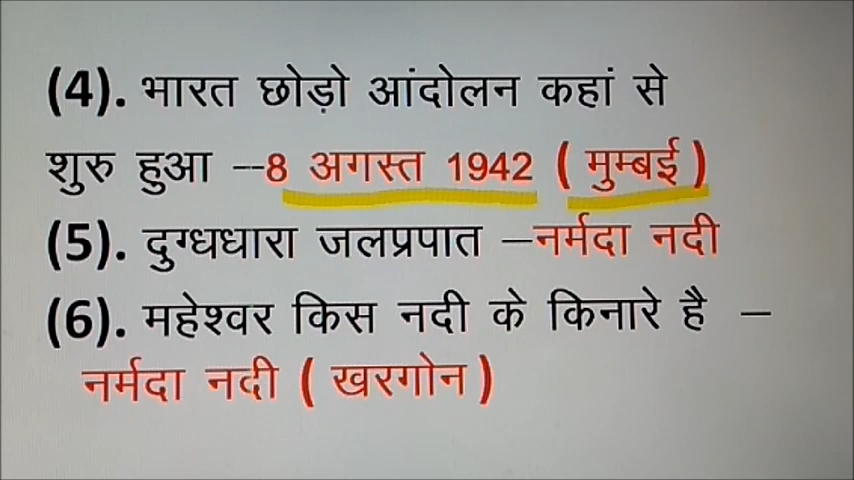 (4). भारत छोड़ो आंदोलन कहां से
शुरु हुआ --8 अगस्त 1942 ( मुम्बई )
(5). दुग्धधारा जलप्रपात –नर्मदा नदी
(6). महेश्वर किस नदी के किनारे है –
नर्मदा नदी ( खरगोन )